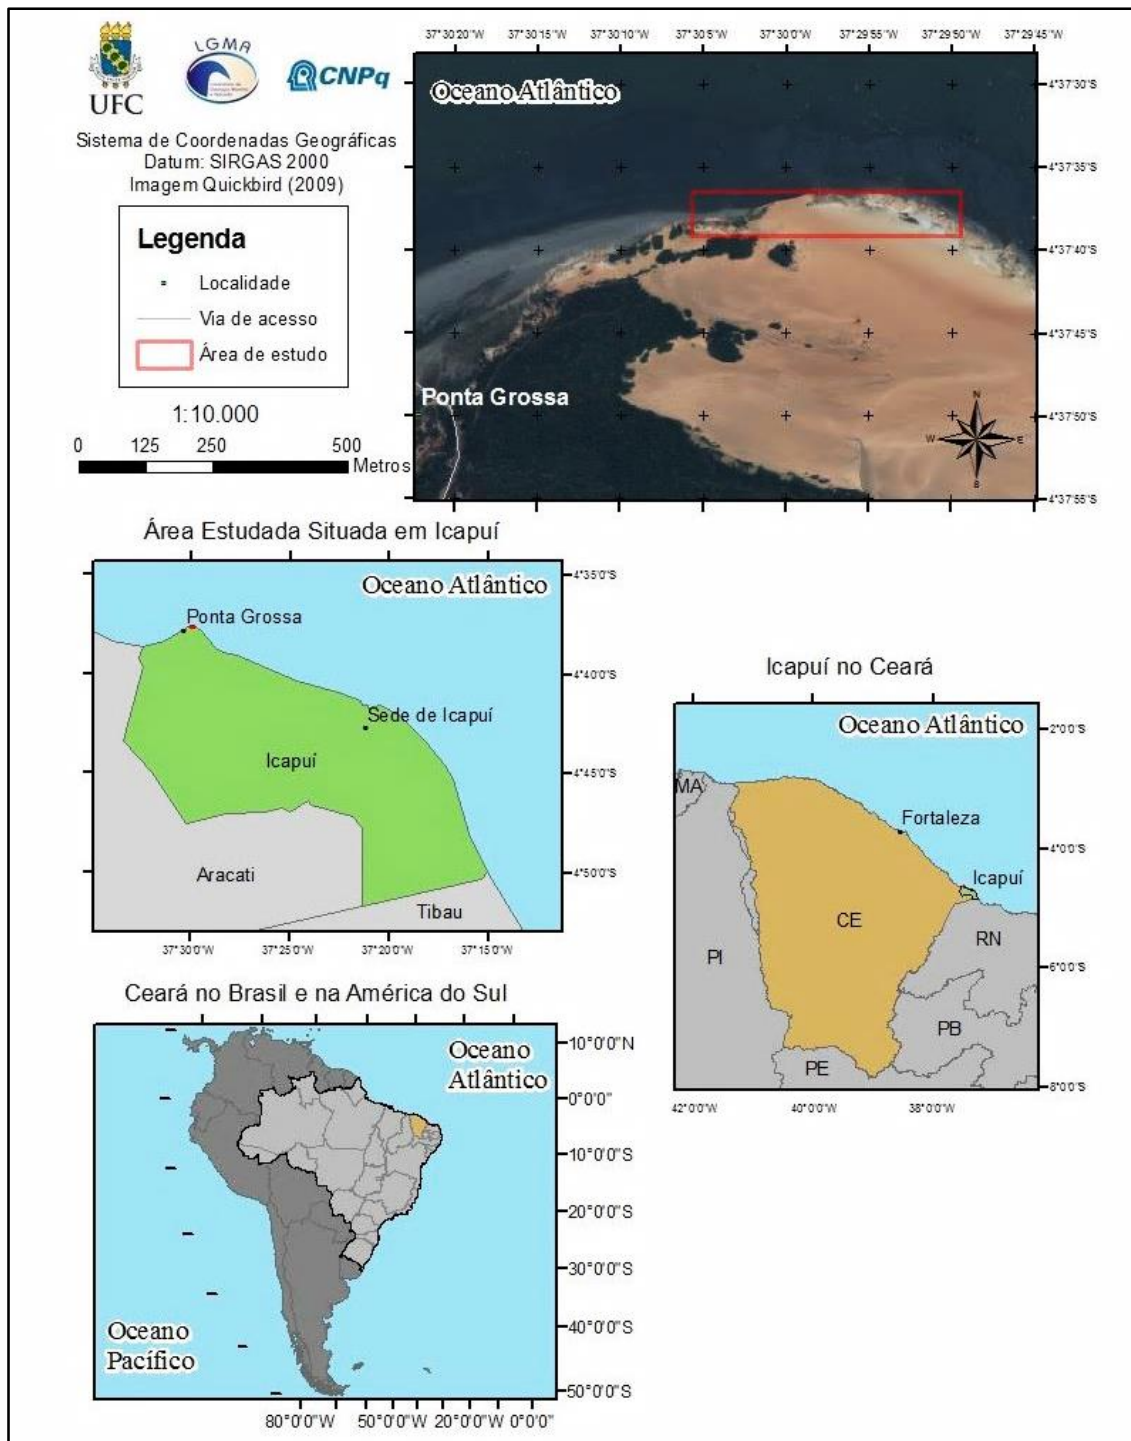 UFC
LGMA
CNPq
Sistema de Coordenadas Geográficas
Datum: SIRGAS 2000
Imagem Quickbird (2009)
Legenda
Localidade
Via de acesso
Área de estudo
1:10.000
0 125 250 500
Metros
37°30'20"W 37°30'15"W 37°30'10"W 37°30'5"W 37°30'0"W 37°29'55"W 37°29'50"W 37°29'45"W
Oceano Atlântico
4°37'30"S
4°37'35"S
4°37'40"S
4°37'45"S
4°37'50"S
4°37'55"S
Ponta Grossa
N
W E
S
Área Estudada Situada em Icapuí
Oceano Atlântico
Ponta Grossa
Sede de Icapuí
Icapuí
Aracati
Tibau
4°35'0"S
4°40'0"S
4°45'0"S
4°50'0"S
37°30'0"W 37°25'0"W 37°20'0"W 37°15'0"W
Icapuí no Ceará
Oceano Atlântico
MA
Fortaleza
Icapuí
CE
PI
RN
PB
PE
2°0'0"S
4°0'0"S
6°0'0"S
8°0'0"S
42°0'0"W 40°0'0"W 38°0'0"W
Ceará no Brasil e na América do Sul
Oceano
Atlântico
Oceano
Pacífico
10°0'0"N
0°0'0"
10°0'0"S
20°0'0"S
30°0'0"S
40°0'0"S
50°0'0"S
80°0'0"W 50°0'0"W 20°0'0"W 0°0'0"